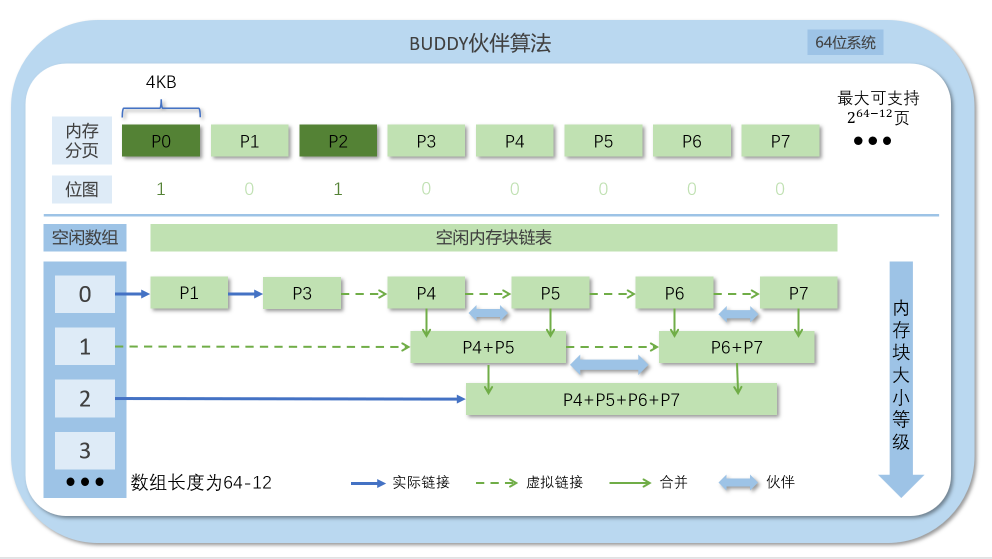 BUDDY伙伴算法
64位系统
4KB
最大可支持
2^64-12页
内存
分页
P0 P1 P2 P3 P4 P5 P6 P7
•••
位图
1 0 1 0 0 0 0 0
空闲数组
空闲内存块链表
0
P1 P3 P4 P5 P6 P7
1
P4+P5 P6+P7
2
P4+P5+P6+P7
3
•••
数组长度为64-12
实际链接 虚拟链接 合并 伙伴
内存块大小等级